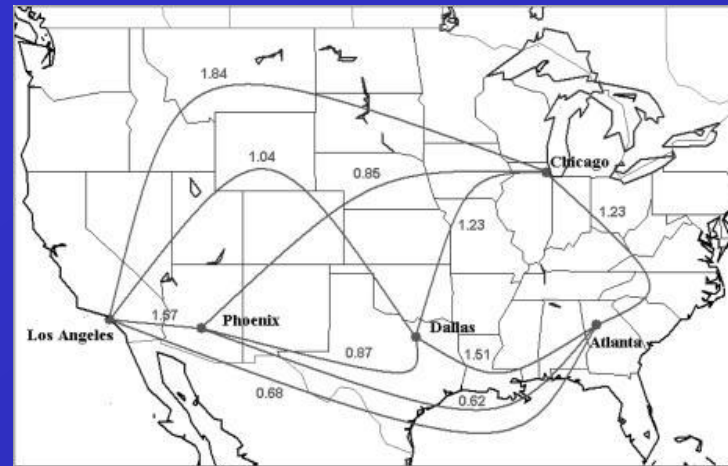 1.84
1.04
0.85
Chicago
1.23
1.23
1.67
Phoenix
Los Angeles
Dallas
Atlanta
0.87
1.51
0.68
0.62